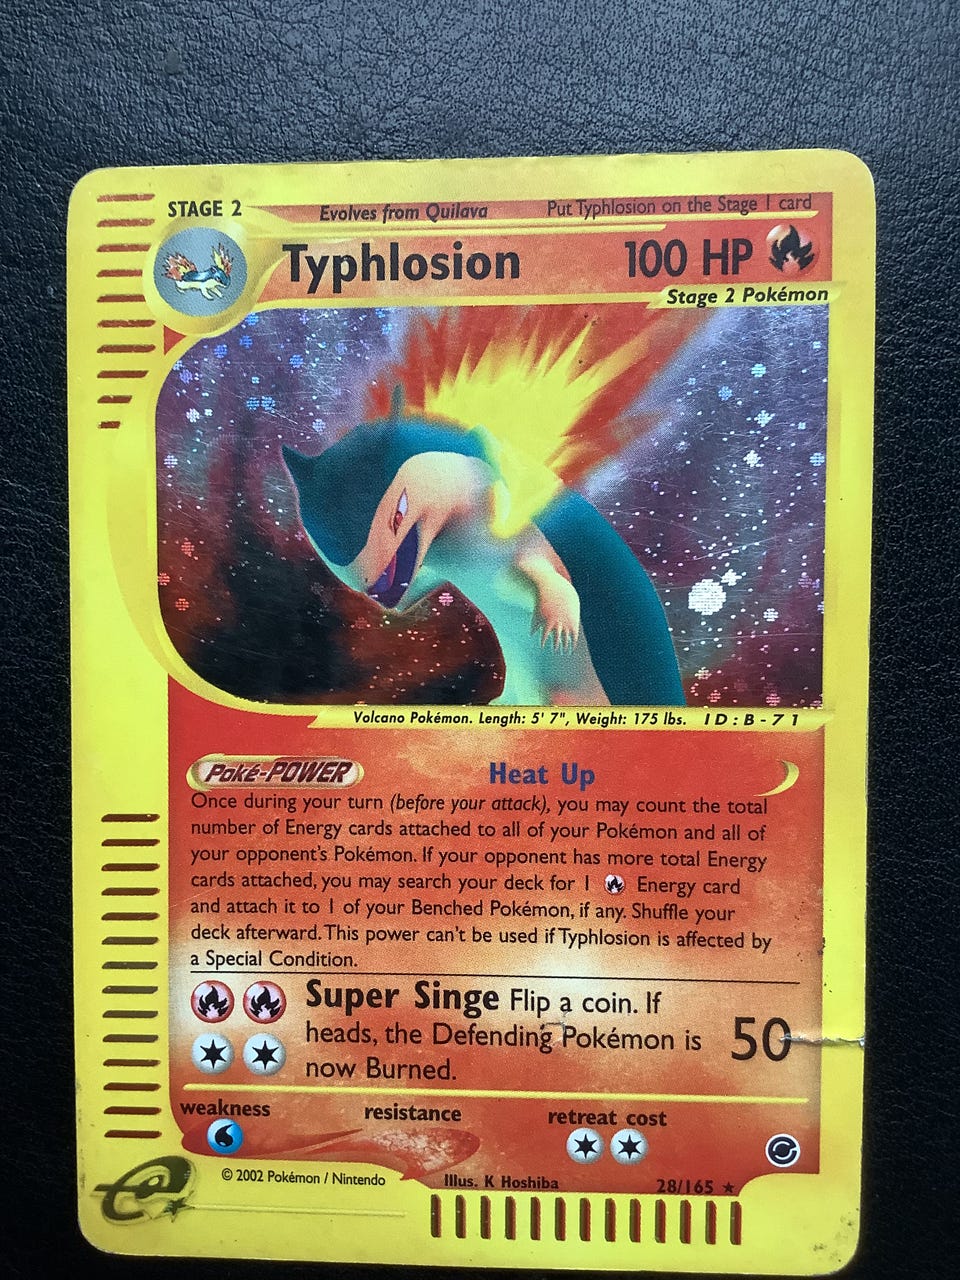 STAGE 2 Evolves from Quilava Put Typhlosion on the Stage 1 card
Typhlosion 100 HP
Stage 2 Pokémon
Volcano Pokémon. Length: 5' 7", Weight: 175 lbs. ID:B-71
Poké-POWER Heat Up
Once during your turn (before your attack), you may count the total
number of Energy cards attached to all of your Pokémon and all of
your opponent's Pokémon. If your opponent has more total Energy
cards attached, you may search your deck for 1 Energy card
and attach it to 1 of your Benched Pokémon, if any. Shuffle your
deck afterward. This power can't be used if Typhlosion is affected by
a Special Condition.
Super Singe Flip a coin. If
heads, the Defending Pokémon is 50
now Burned.
weakness resistance retreat cost
e
© 2002 Pokémon / Nintendo Illus. K Hoshiba 28/165 ★